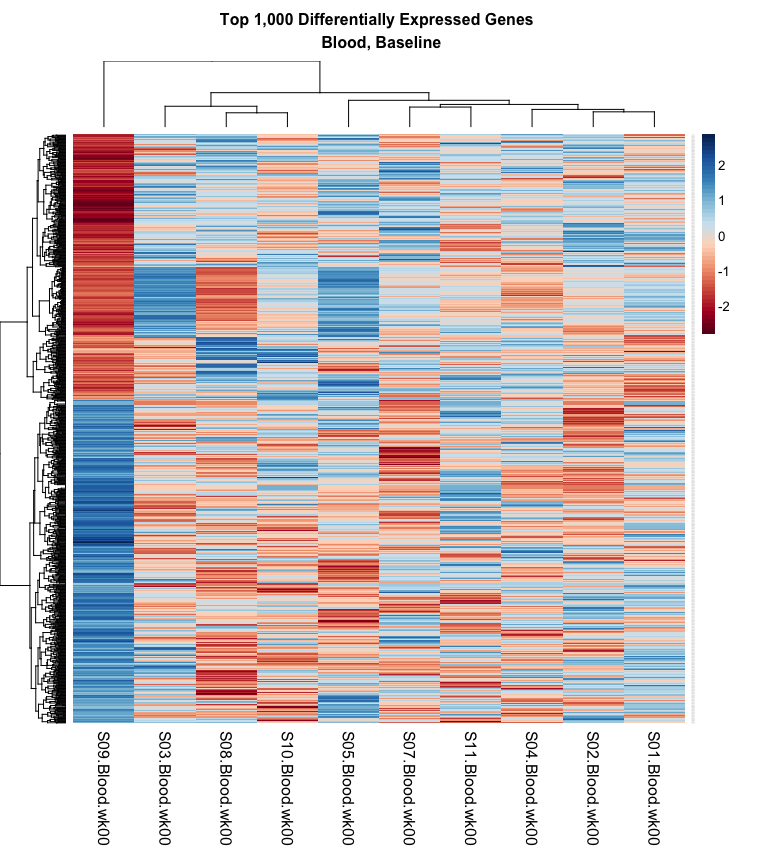 Top 1,000 Differentially Expressed Genes
Blood, Baseline
2
1
0
-1
-2
S09.Blood.wk00
S03.Blood.wk00
S08.Blood.wk00
S10.Blood.wk00
S05.Blood.wk00
S07.Blood.wk00
S11.Blood.wk00
S04.Blood.wk00
S02.Blood.wk00
S01.Blood.wk00